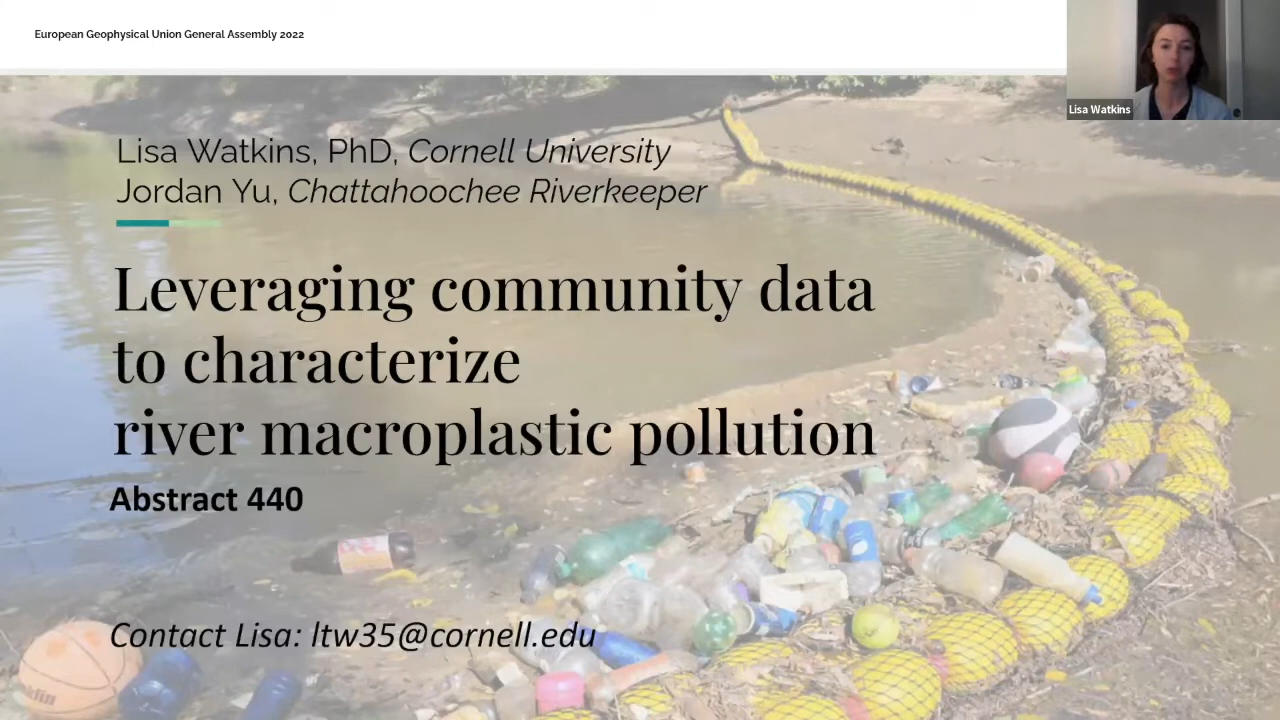 European Geophysical Union General Assembly 2022
Lisa Watkins
Lisa Watkins, PhD, Cornell University
Jordan Yu, Chattahoochee Riverkeeper
Leveraging community data
to characterize
river macroplastic pollution
Abstract 440
Contact Lisa: ltw35@cornell.edu